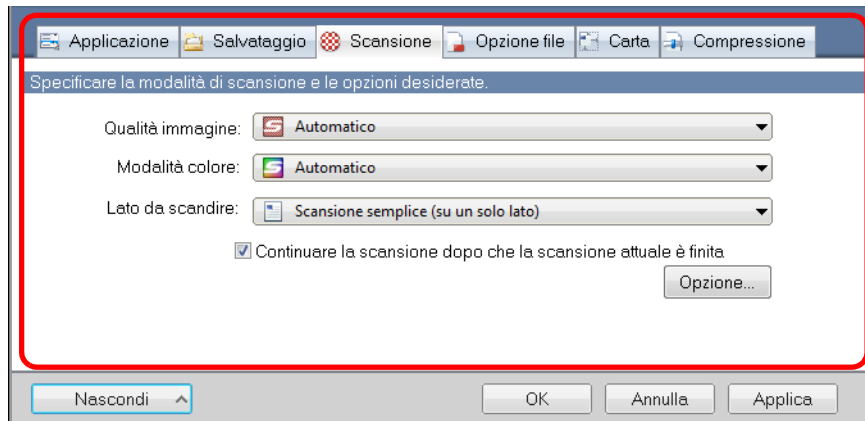 Applicazione Salvataggio Scansione Opzione file Carta Compressione
Specificare la modalità di scansione e le opzioni desiderate.
Qualità immagine: Automatico
Modalità colore: Automatico
Lato da scandire: Scansione semplice (su un solo lato)
Continuare la scansione dopo che la scansione attuale è finita
Opzione...
Nascondi OK Annulla Applica